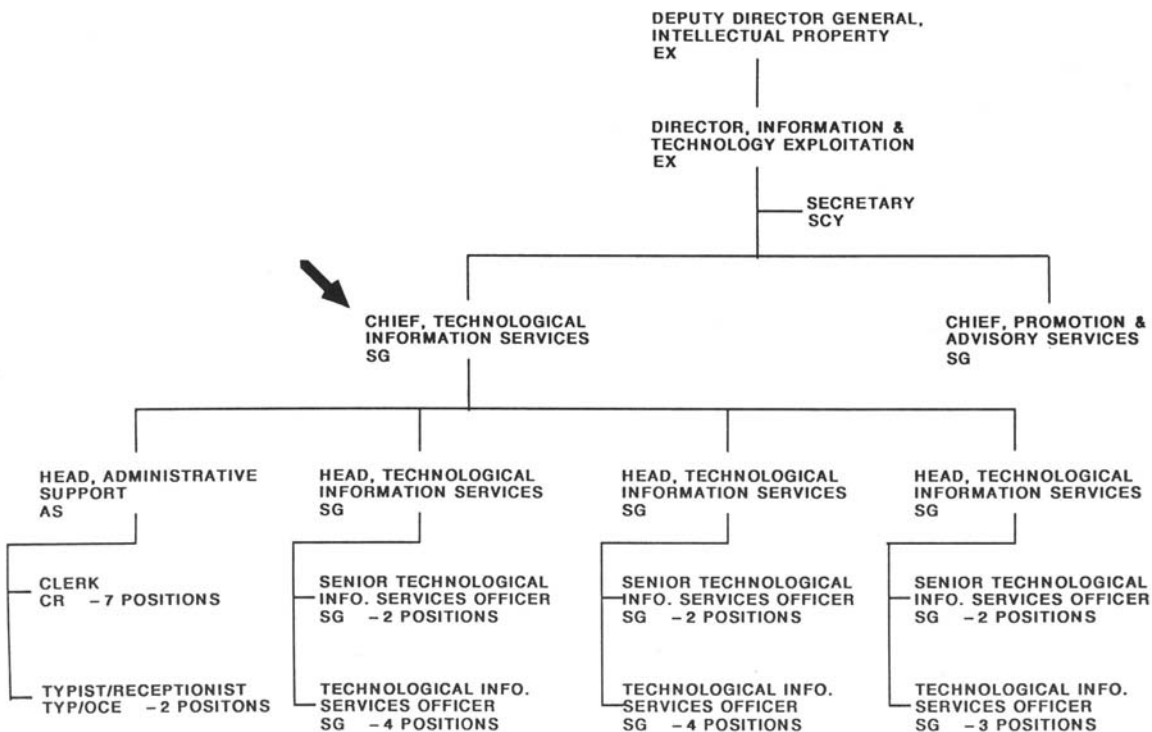 DEPUTY DIRECTOR GENERAL,
INTELLECTUAL PROPERTY
EX
DIRECTOR, INFORMATION &
TECHNOLOGY EXPLOITATION
EX
SECRETARY
SCY
CHIEF, TECHNOLOGICAL
INFORMATION SERVICES
SG
CHIEF, PROMOTION &
ADVISORY SERVICES
SG
HEAD, ADMINISTRATIVE
SUPPORT
AS
HEAD, TECHNOLOGICAL
INFORMATION SERVICES
SG
HEAD, TECHNOLOGICAL
INFORMATION SERVICES
SG
HEAD, TECHNOLOGICAL
INFORMATION SERVICES
SG
CLERK
CR -7 POSITIONS
SENIOR TECHNOLOGICAL
INFO. SERVICES OFFICER
SG -2 POSITIONS
SENIOR TECHNOLOGICAL
INFO. SERVICES OFFICER
SG -2 POSITIONS
SENIOR TECHNOLOGICAL
INFO. SERVICES OFFICER
SG -2 POSITIONS
TYPIST/RECEPTIONIST
TYP/OCE -2 POSITONS
TECHNOLOGICAL INFO.
SERVICES OFFICER
SG -4 POSITIONS
TECHNOLOGICAL INFO.
SERVICES OFFICER
SG -4 POSITIONS
TECHNOLOGICAL INFO.
SERVICES OFFICER
SG -3 POSITIONS